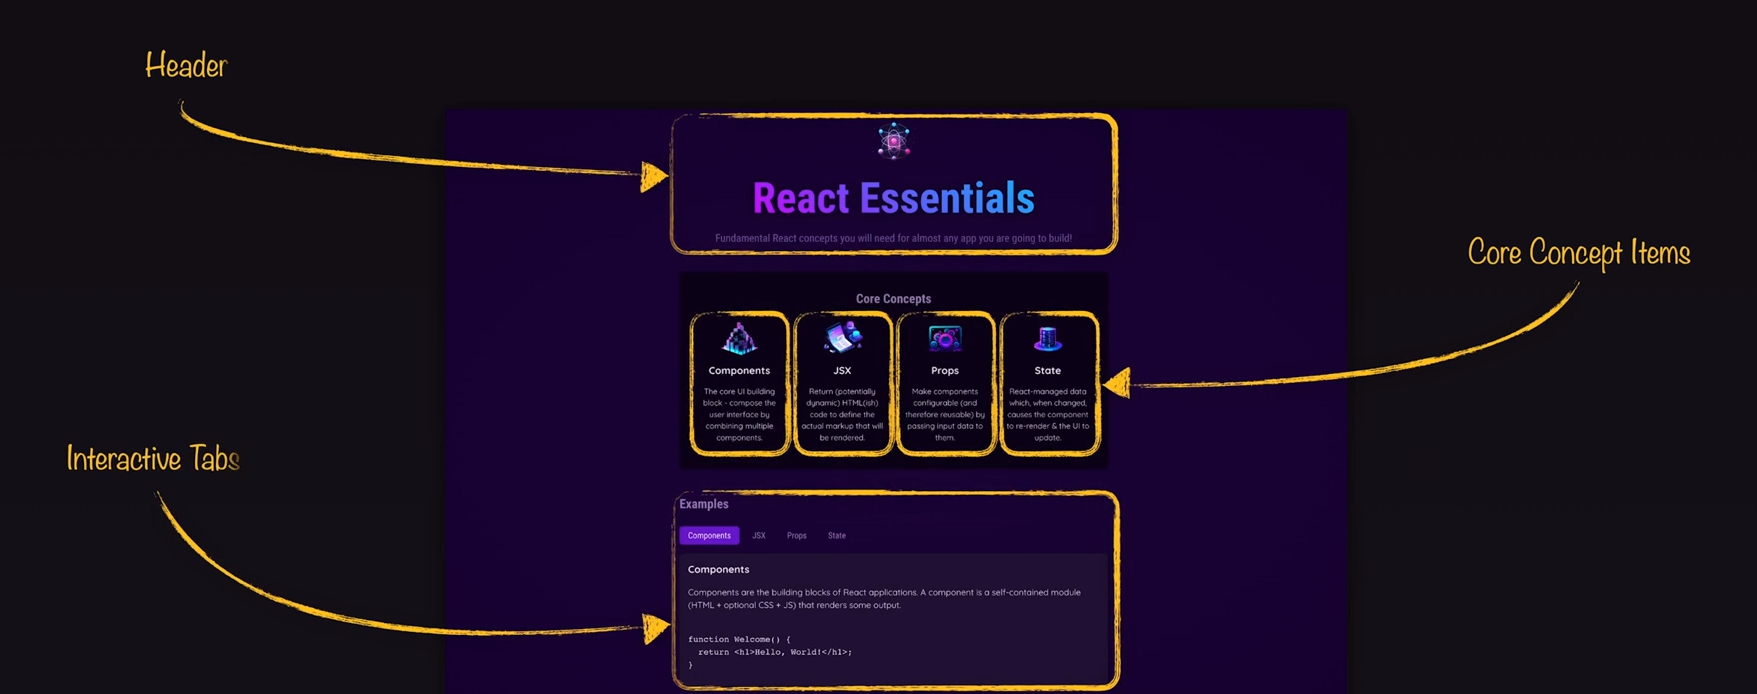 Header
React Essentials
Fundamental React concepts you will need for almost any app you are going to build!
Core Concept Items
Core Concepts
Components
The core UI building
block - compose the
user interface by
combining multiple
components.
JSX
Return (potentially
dynamic) HTML(ish)
code to define the
actual markup that will
be rendered.
Props
Make components
configurable (and
therefore reusable) by
passing input data to
them.
State
React-managed data
which, when changed,
causes the component
to re-render & the UI to
update.
Interactive Tabs
Examples
Components JSX Props State
Components
Components are the building blocks of React applications. A component is a self-contained module
(HTML + optional CSS + JS) that renders some output.
function Welcome() {
  return <h1>Hello, World!</h1>;
}